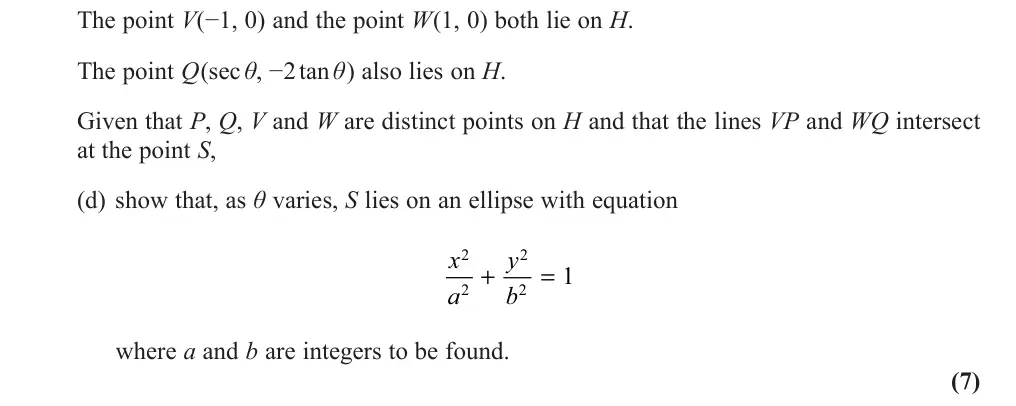 The point V(−1, 0) and the point W(1, 0) both lie on H.
The point Q(sec θ, −2 tan θ) also lies on H.
Given that P, Q, V and W are distinct points on H and that the lines VP and WQ intersect
at the point S,
(d) show that, as θ varies, S lies on an ellipse with equation
x²/a² + y²/b² = 1
where a and b are integers to be found.
(7)